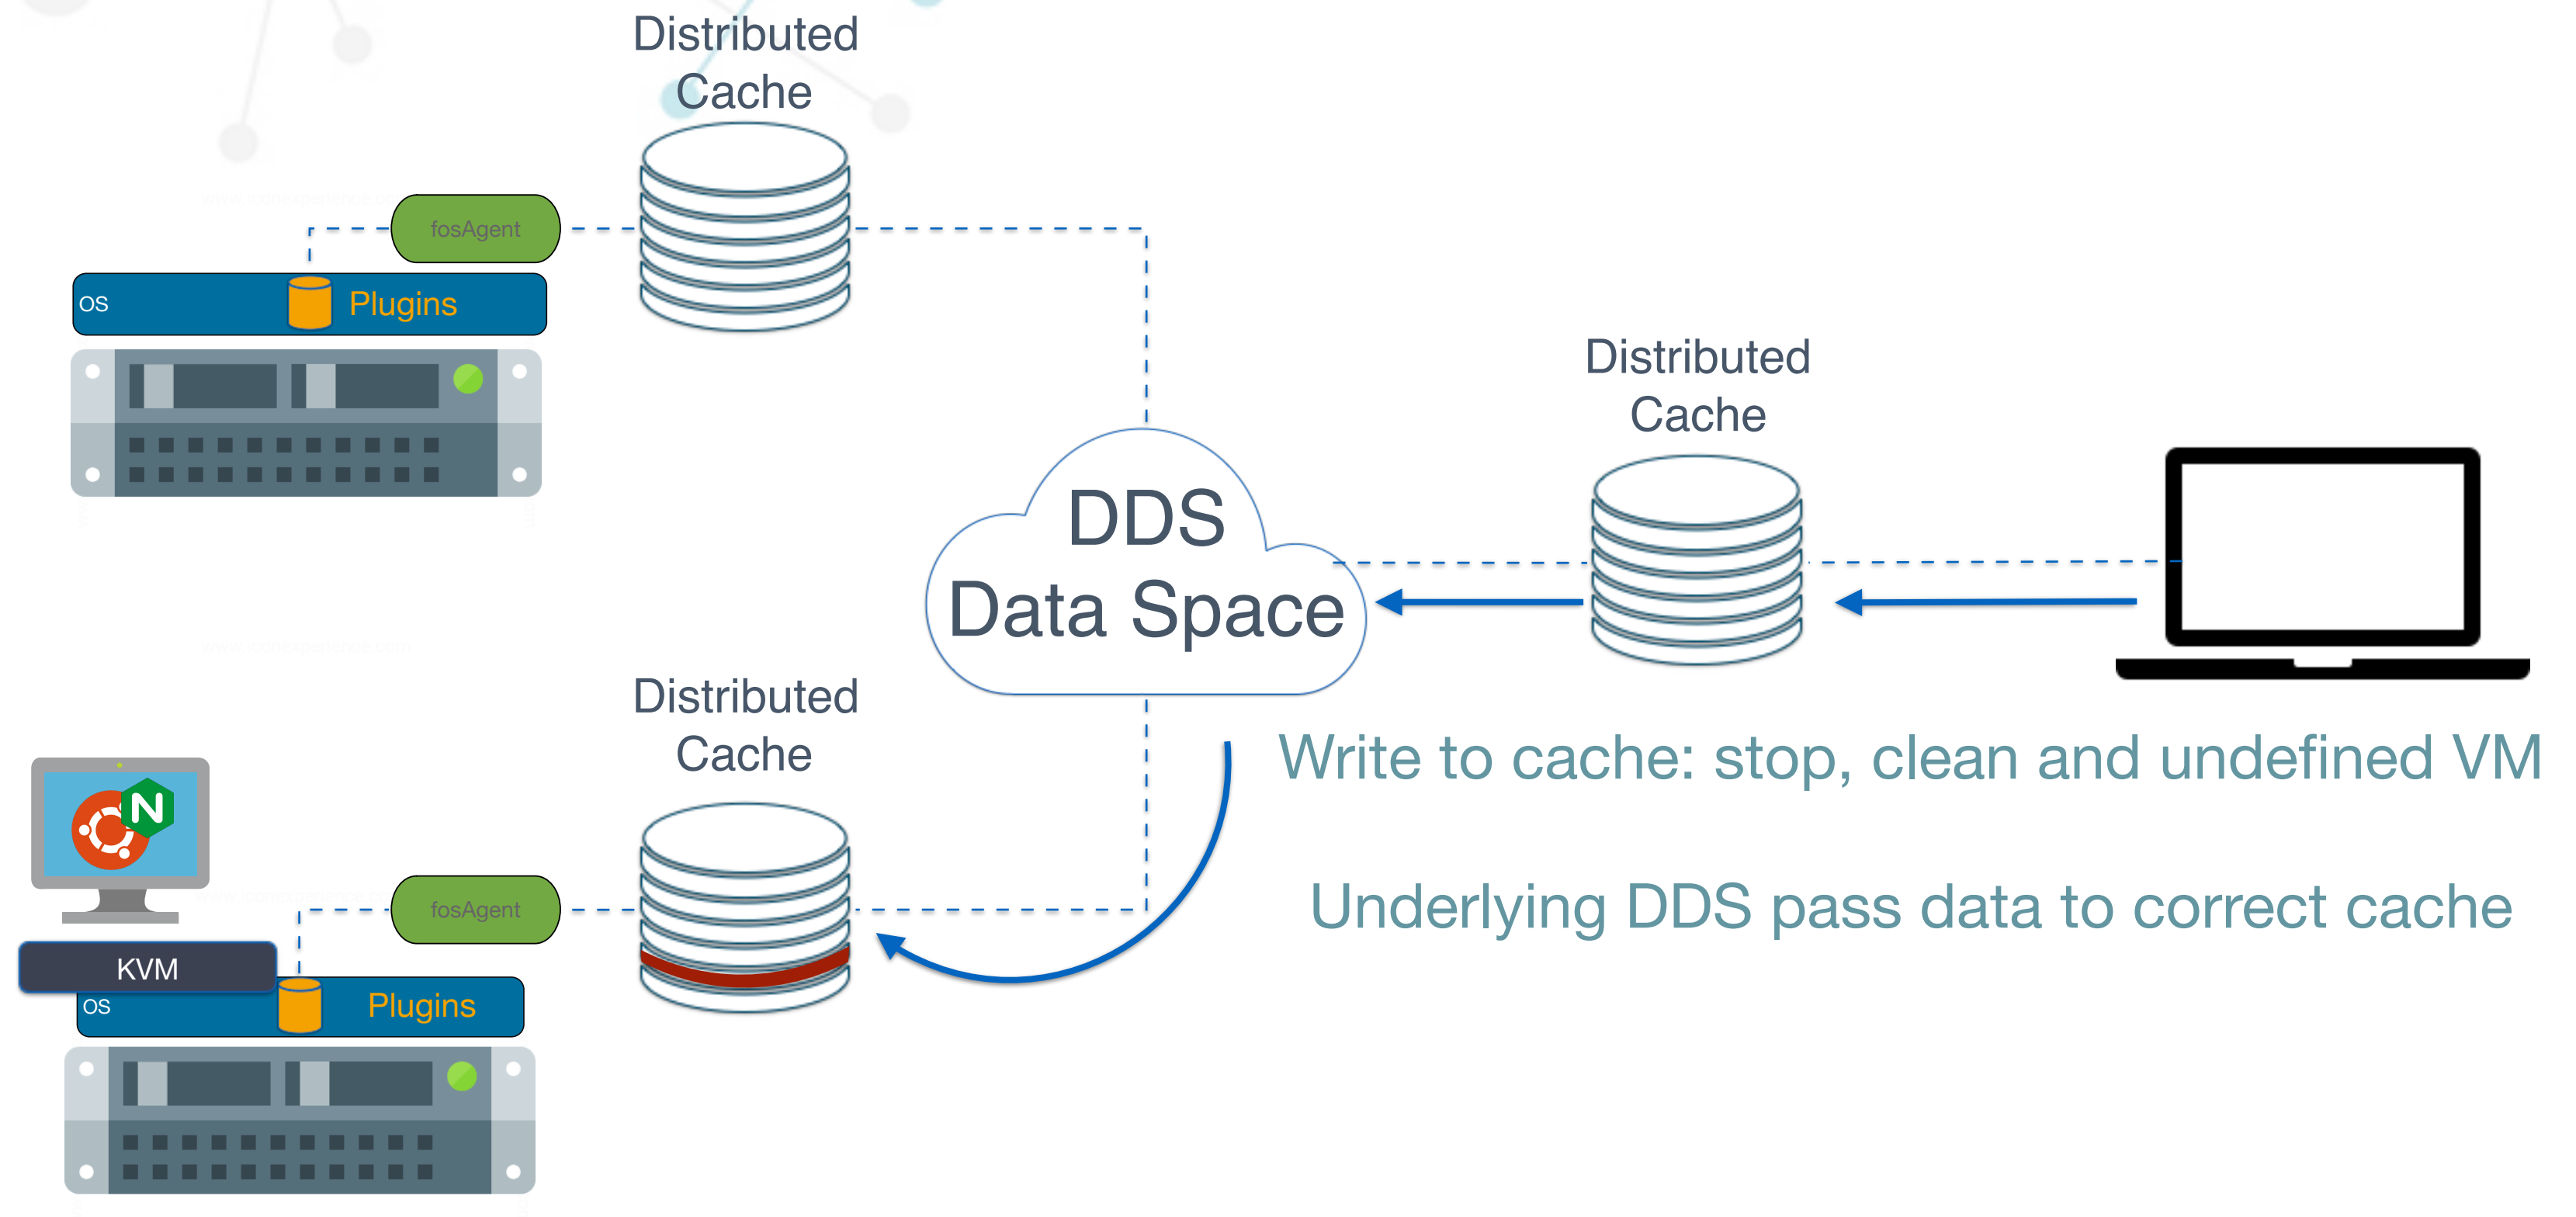 Distributed
Cache
fosAgent
OS
Plugins
Distributed
Cache
DDS
Data Space
Distributed
Cache
Write to cache: stop, clean and undefined VM
N
fosAgent
Underlying DDS pass data to correct cache
KVM
OS
Plugins